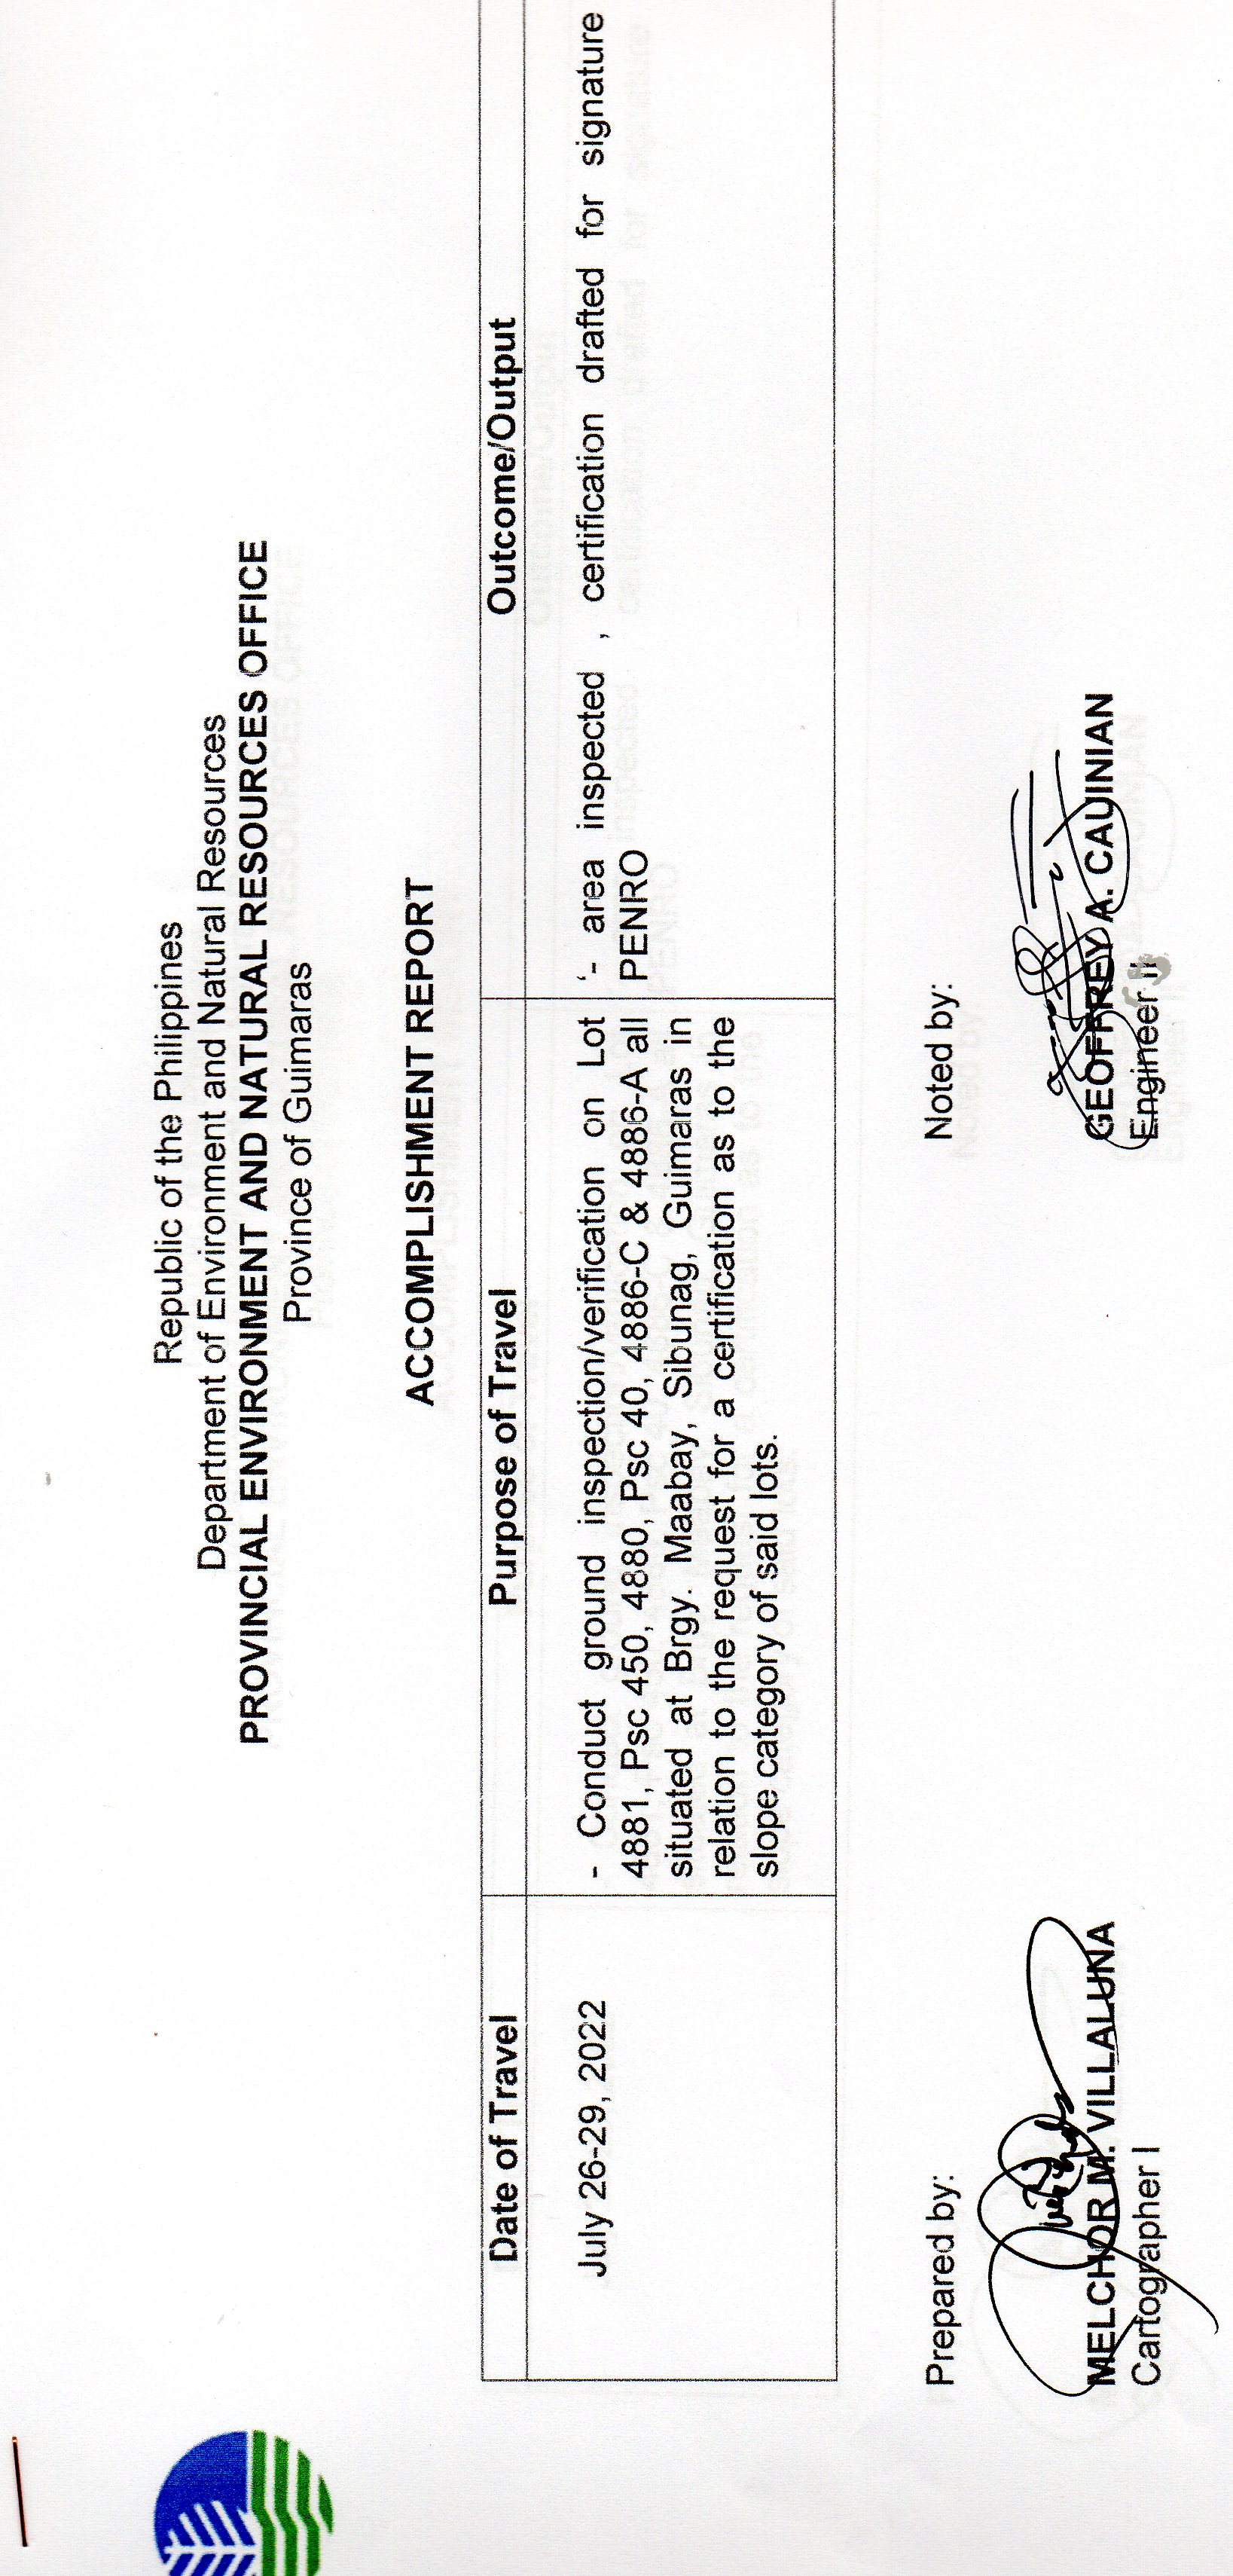 Republic of the Philippines
Department of Environment and Natural Resources
PROVINCIAL ENVIRONMENT AND NATURAL RESOURCES OFFICE
Province of Guimaras
ACCOMPLISHMENT REPORT
Date of Travel
Purpose of Travel
Outcome/Output
July 26-29, 2022
- Conduct ground inspection/verification on Lot
4881, Psc 450, 4880, Psc 40, 4886-C & 4886-A all
situated at Brgy. Maabay, Sibunag, Guimaras in
relation to the request for a certification as to the
slope category of said lots.
‘- area inspected , certification drafted for signature
PENRO
Prepared by:
MELCHOR M. VILLALUNA
Cartographer I
Noted by:
GEOFFREY A. CAUINIAN
Engineer II